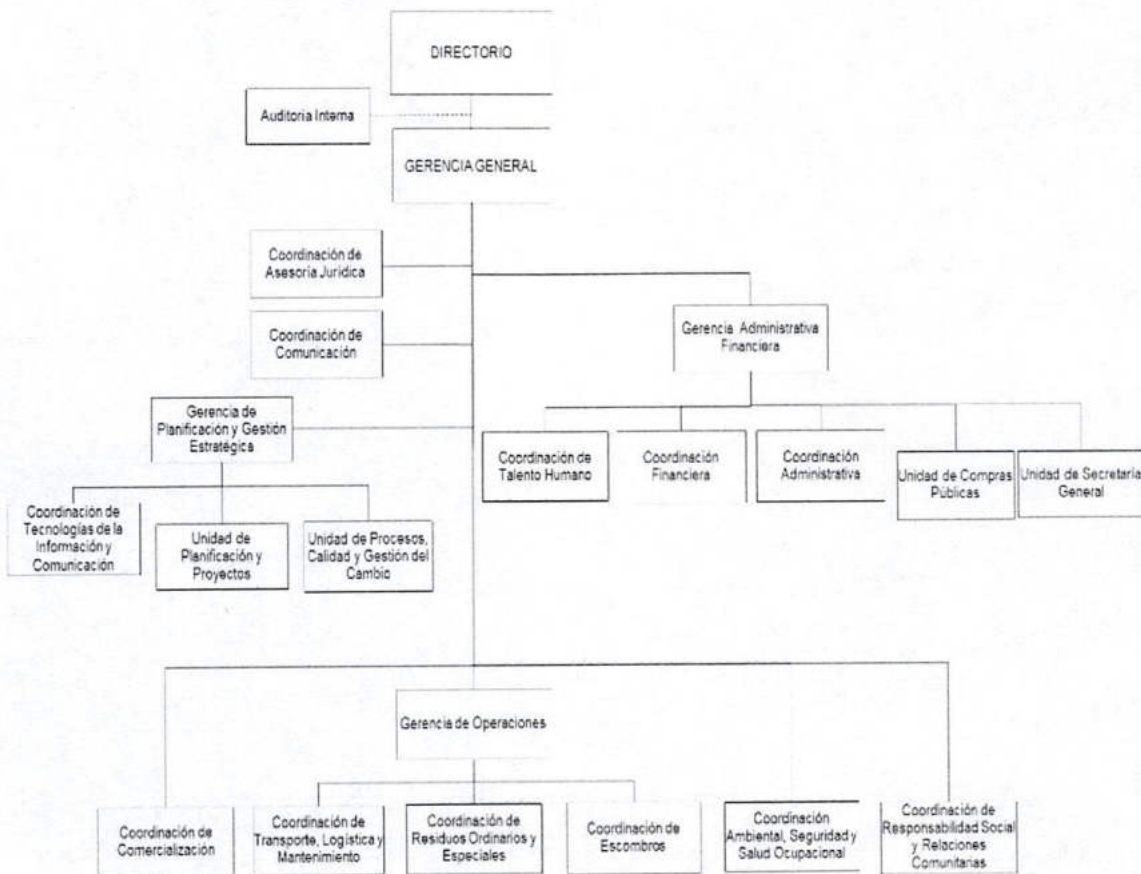 DIRECTORIO
Auditoria Interna
GERENCIA GENERAL
Coordinación de
Asesoría Jurídica
Coordinación de
Comunicación
Gerencia Administrativa
Financiera
Gerencia de
Planificación y Gestión
Estratégica
Coordinación de
Talento Humano
Coordinación
Financiera
Coordinación
Administrativa
Unidad de Compras
Públicas
Unidad de Secretaría
General
Coordinación de
Tecnologías de la
Información y
Comunicación
Unidad de
Planificación y
Proyectos
Unidad de Procesos,
Calidad y Gestión del
Cambio
Gerencia de Operaciones
Coordinación de
Comercialización
Coordinación de
Transporte, Logística y
Mantenimiento
Coordinación de
Residuos Ordinarios y
Especiales
Coordinación de
Escombros
Coordinación
Ambiental, Seguridad y
Salud Ocupacional
Coordinación de
Responsabilidad Social
y Relaciones
Comunitarias